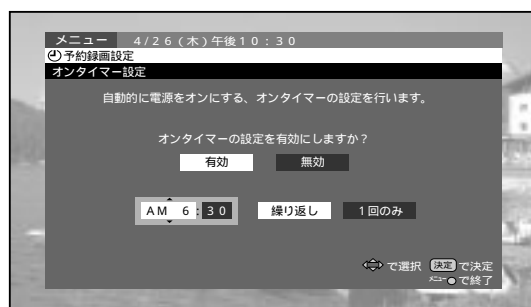 メニュー 4/26(木)午後10:30
予約録画設定
オンタイマー設定
自動的に電源をオンにする、オンタイマーの設定を行います。
オンタイマーの設定を有効にしますか?
有効 無効
AM 6:30 繰り返し 1回のみ
で選択 決定 で決定
メニュー で終了